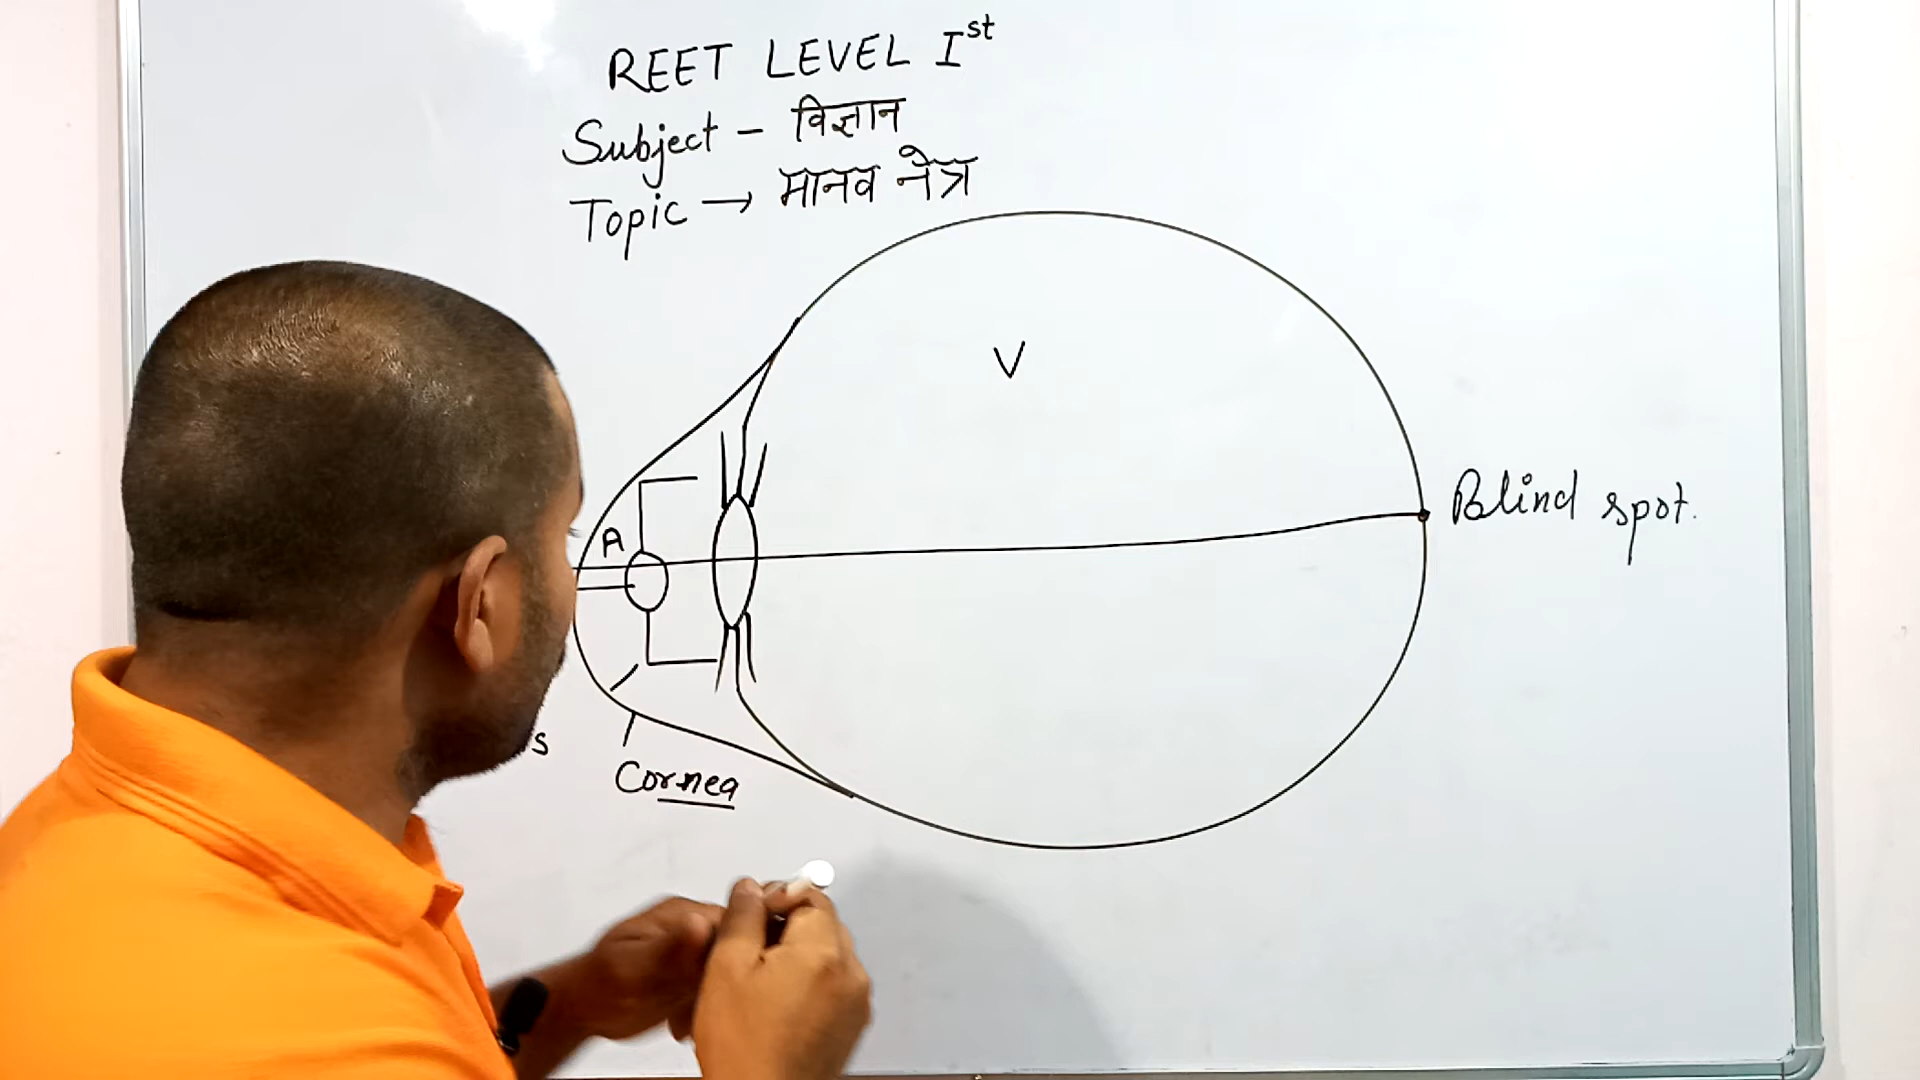 REET LEVEL Ist
Subject - विज्ञान
Topic → मानव नेत्र
V
A
Blind spot.
Cornea